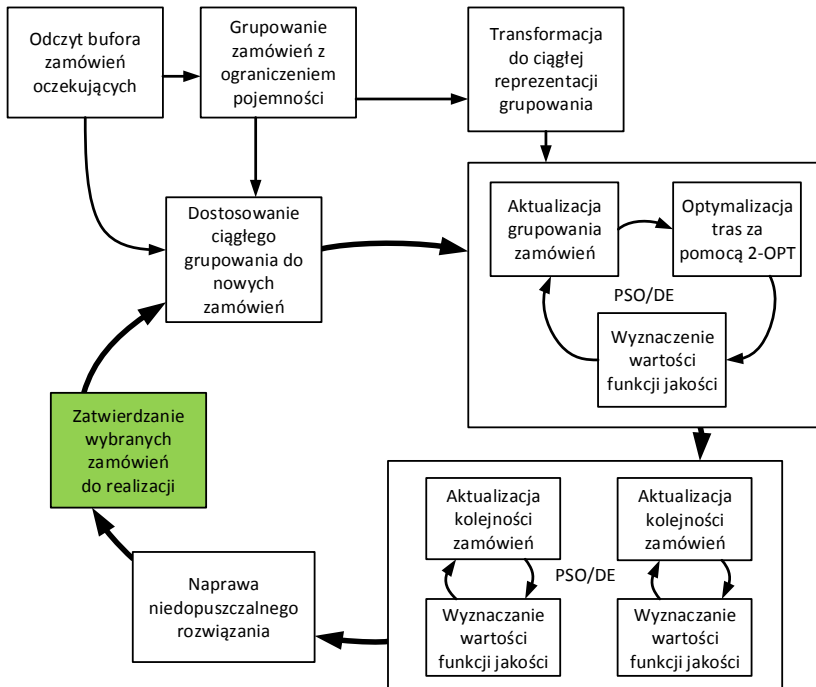 Odczyt bufora
zamówień
oczekujących
Grupowanie
zamówień z
ograniczeniem
pojemności
Transformacja
do ciągłej
reprezentacji
grupowania
Dostosowanie
ciągłego
grupowania do
nowych
zamówień
Aktualizacja
grupowania
zamówień
Optymalizacja
tras za
pomocą 2-OPT
PSO/DE
Wyznaczenie
wartości
funkcji jakości
Zatwierdzanie
wybranych
zamówień
do realizacji
Aktualizacja
kolejności
zamówień
Aktualizacja
kolejności
zamówień
PSO/DE
Wyznaczanie
wartości
funkcji jakości
Wyznaczanie
wartości
funkcji jakości
Naprawa
niedopuszczalnego
rozwiązania